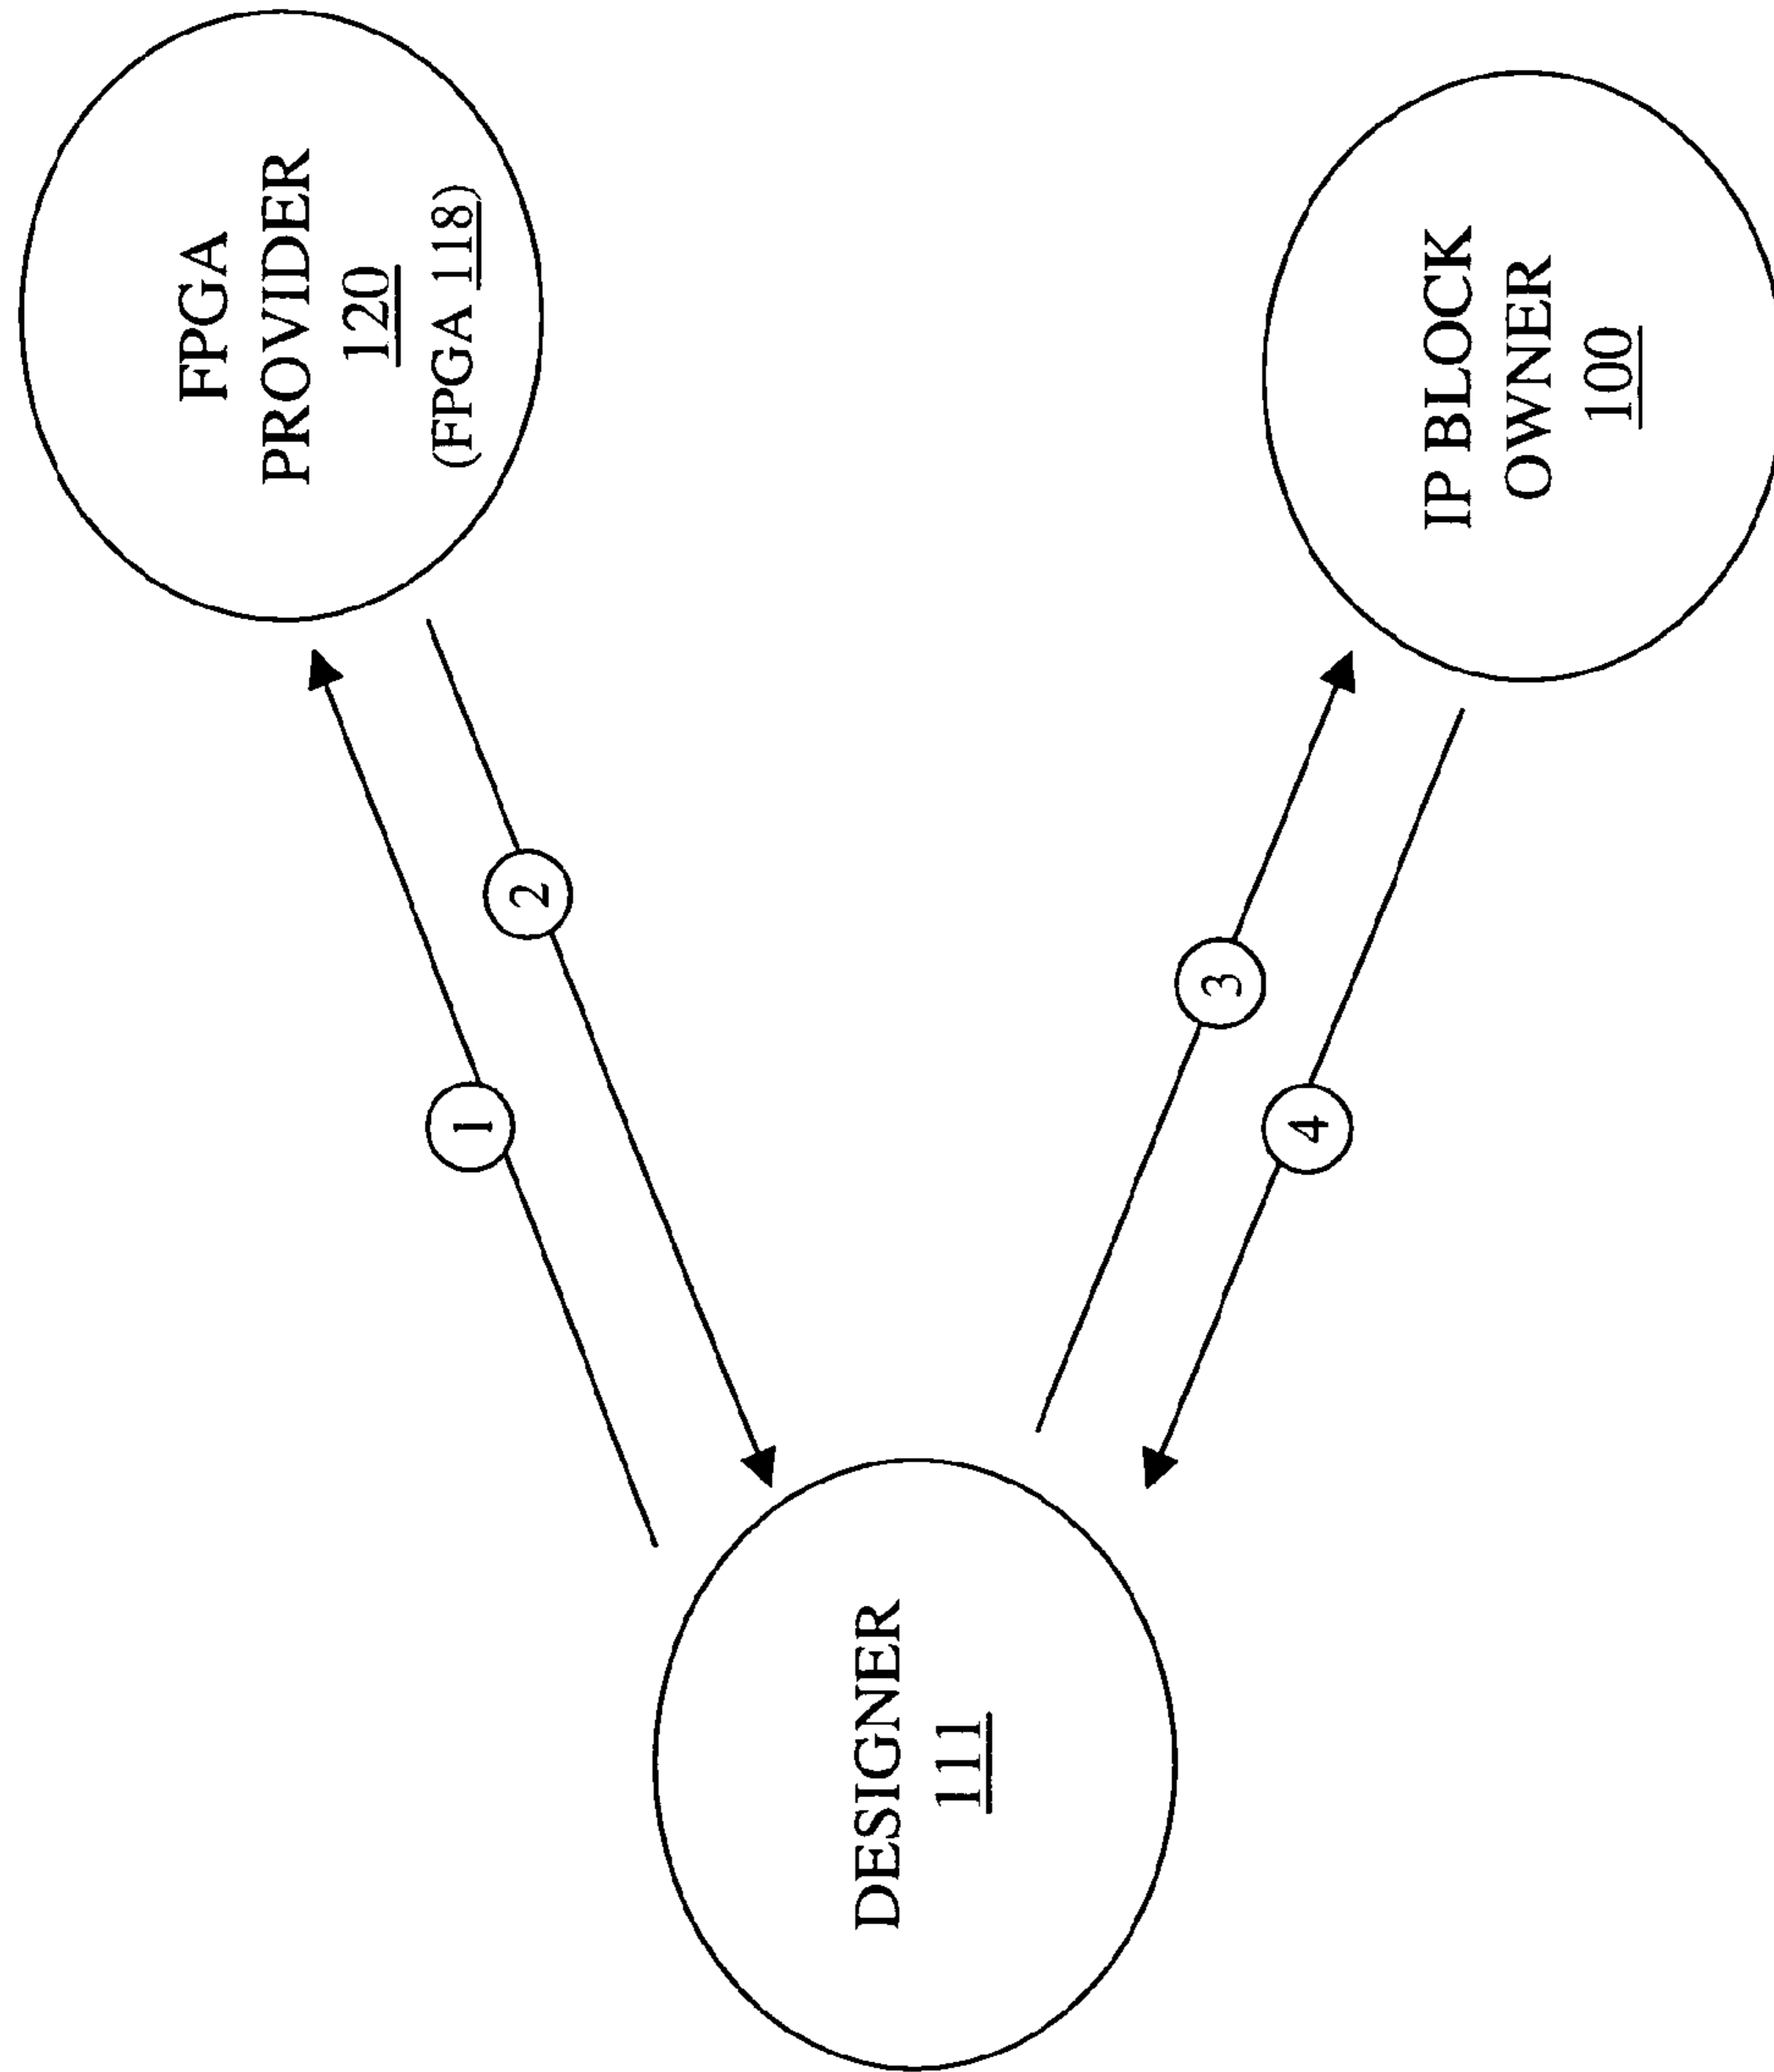 FPGA
PROVIDER
120
(FPGA 118)
1
2
DESIGNER
111
3
4
IP BLOCK
OWNER
100